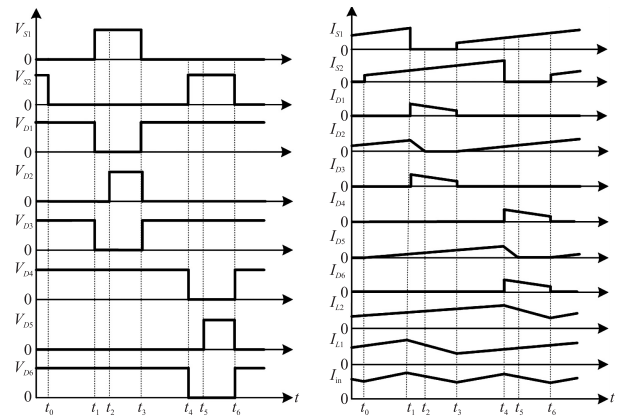 V_S1
0
V_S2
0
V_D1
0
V_D2
0
V_D3
0
V_D4
0
V_D5
0
V_D6
0
t_0 t_1 t_2 t_3 t_4 t_5 t_6 t
I_S1
0
I_S2
0
I_D1
0
I_D2
0
I_D3
0
I_D4
0
I_D5
0
I_D6
0
I_L2
0
I_L1
0
I_in
0
t_0 t_1 t_2 t_3 t_4 t_5 t_6 t